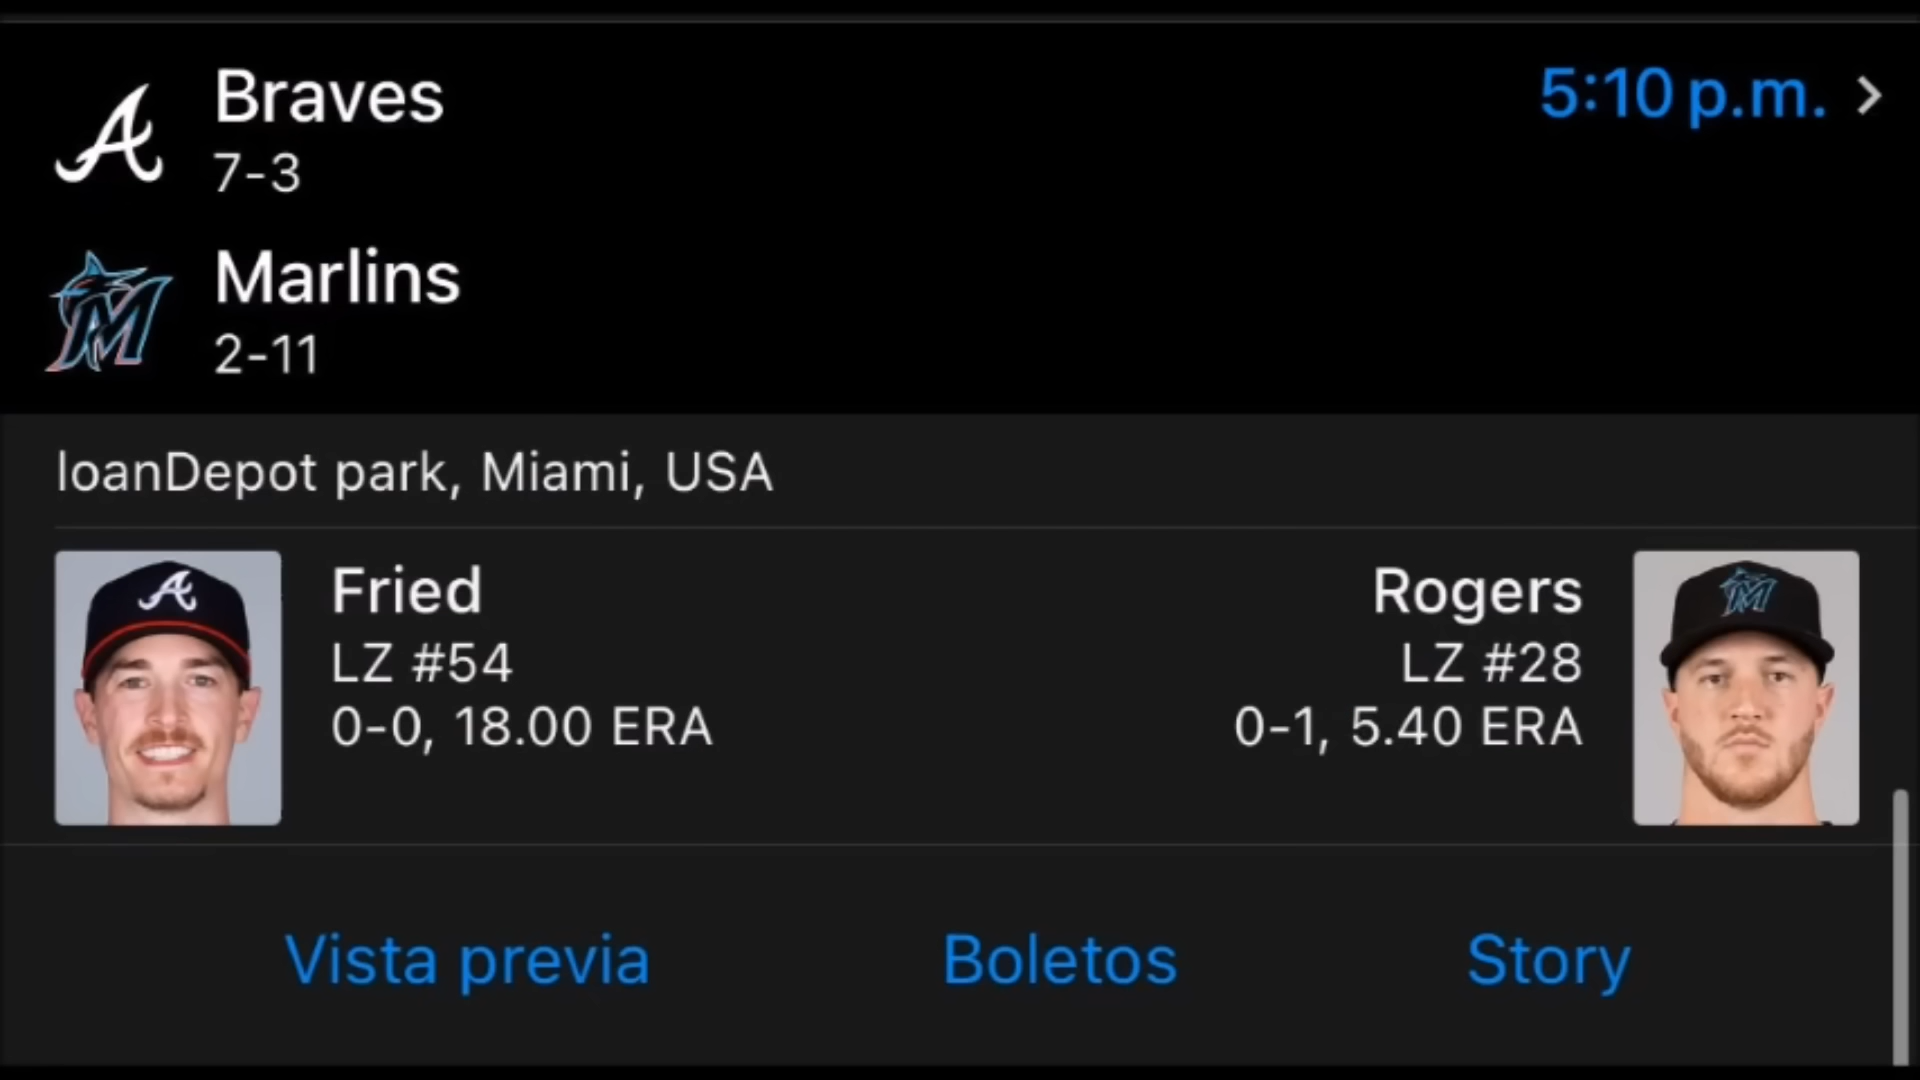 Braves
7-3
5:10 p.m.
Marlins
2-11
loanDepot park, Miami, USA
Fried
LZ #54
0-0, 18.00 ERA
Rogers
LZ #28
0-1, 5.40 ERA
Vista previa
Boletos
Story